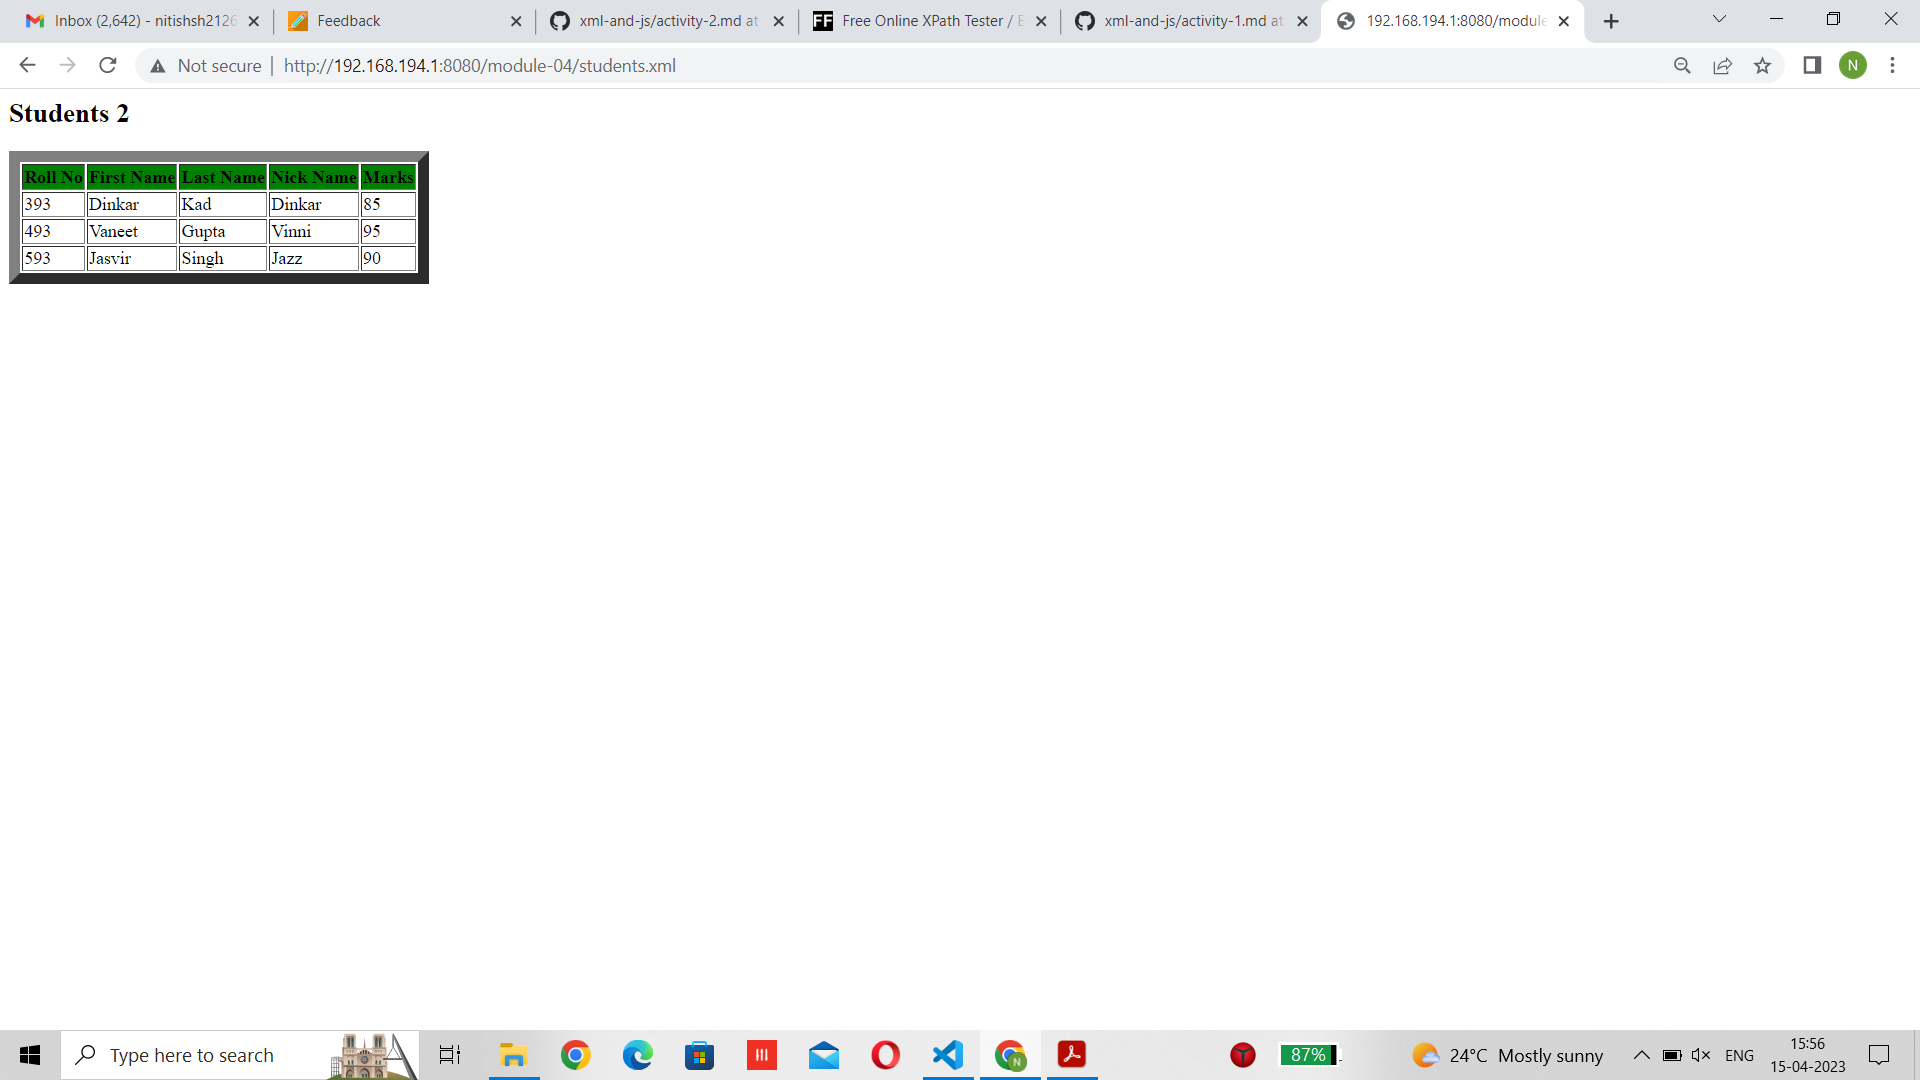 Inbox (2,642) - nitishsh2126
Feedback
xml-and-js/activity-2.md at
FF Free Online XPath Tester / E
xml-and-js/activity-1.md at
192.168.194.1:8080/module
Not secure
http://192.168.194.1:8080/module-04/students.xml
N
Students 2
Roll No First Name Last Name Nick Name Marks
393 Dinkar Kad Dinkar 85
493 Vaneet Gupta Vinni 95
593 Jasvir Singh Jazz 90
Type here to search
N
87%
24°C Mostly sunny
ENG
15:56
15-04-2023